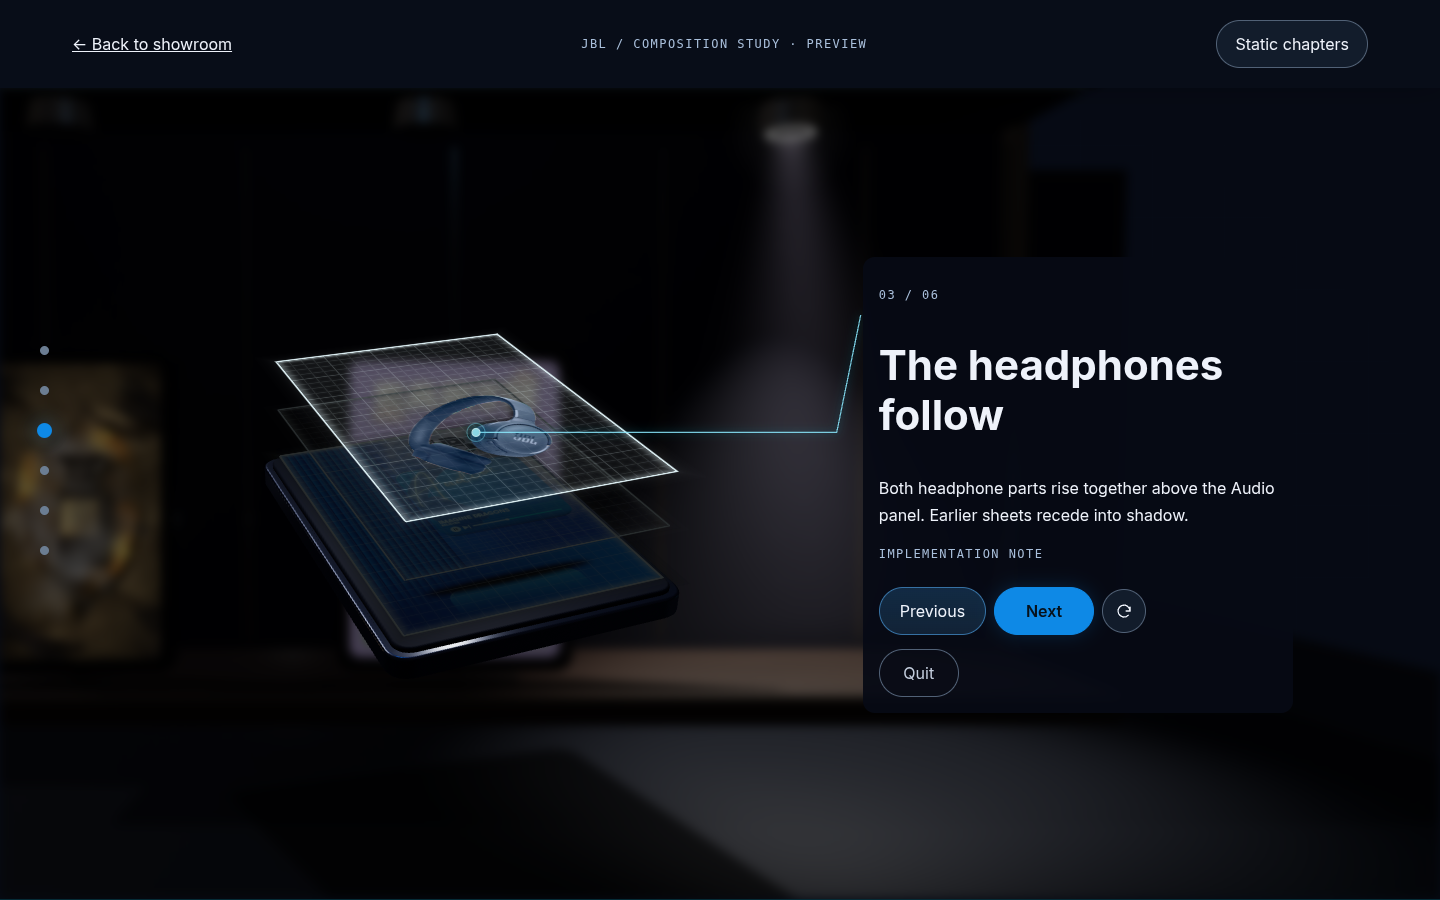 ← Back to showroom
JBL / COMPOSITION STUDY · PREVIEW
Static chapters
03 / 06
The headphones
follow
Both headphone parts rise together above the Audio
panel. Earlier sheets recede into shadow.
IMPLEMENTATION NOTE
Previous
Next
Quit
JBL